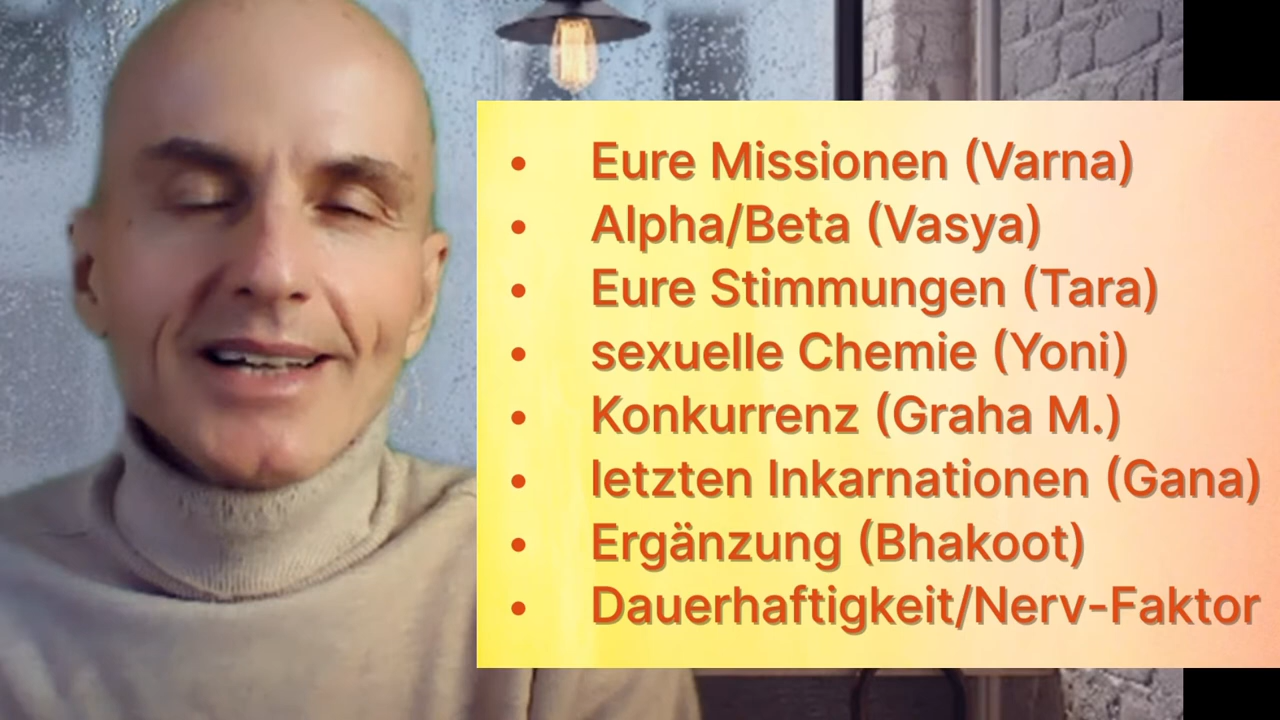 • Eure Missionen (Varna)
• Alpha/Beta (Vasya)
• Eure Stimmungen (Tara)
• sexuelle Chemie (Yoni)
• Konkurrenz (Graha M.)
• letzten Inkarnationen (Gana)
• Ergänzung (Bhakoot)
• Dauerhaftigkeit/Nerv-Faktor